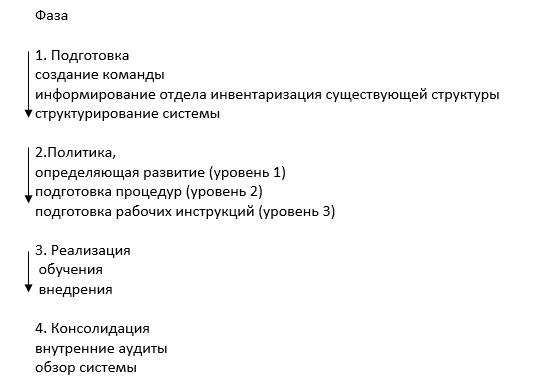 Фаза
1. Подготовка
создание команды
информирование отдела инвентаризация существующей структуры
структурирование системы
2.Политика,
определяющая развитие (уровень 1)
подготовка процедур (уровень 2)
подготовка рабочих инструкций (уровень 3)
3. Реализация
обучения
внедрения
4. Консолидация
внутренние аудиты
обзор системы